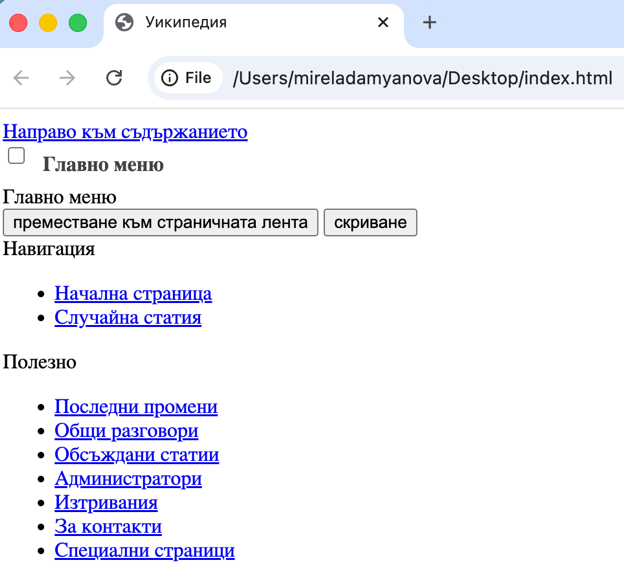 Уикипедия
File /Users/mireladamyanova/Desktop/index.html
Направо към съдържанието
Главно меню
Главно меню
преместване към страничната лента скриване
Навигация
Начална страница
Случайна статия
Полезно
Последни промени
Общи разговори
Обсъждани статии
Администратори
Изтривания
За контакти
Специални страници